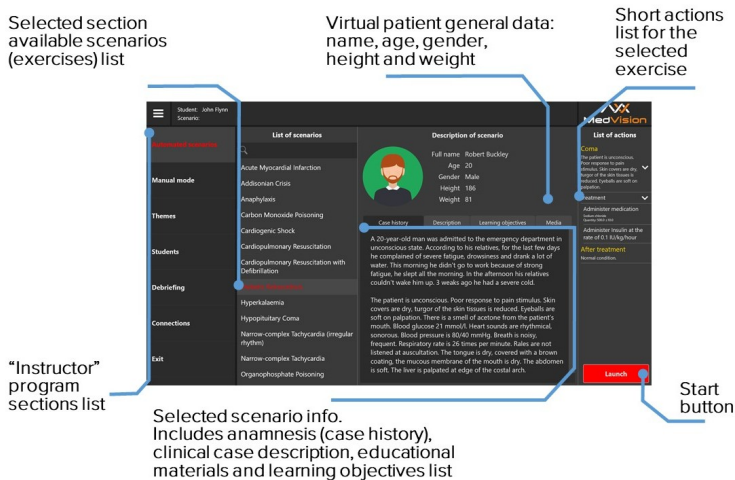 Selected section
available scenarios
(exercises) list
Virtual patient general data:
name, age, gender,
height and weight
Short actions
list for the
selected
exercise
Student: John Flynn
Scenario:
MedVision
Manual mode
Themes
Students
Debriefing
Connections
Exit
List of scenarios
Acute Myocardial Infarction
Addisonian Crisis
Anaphylaxis
Carbon Monoxide Poisoning
Cardiogenic Shock
Cardiopulmonary Resuscitation
Cardiopulmonary Resuscitation with
Defibrillation
Hyperkalaemia
Hypopituitary Coma
Narrow-complex Tachycardia (irregular
rhythm)
Narrow-complex Tachycardia
Organophosphate Poisoning
Description of scenario
Full name Robert Buckley
Age 20
Gender Male
Height 186
Weight 81
Case history Description Learning objectives Media
A 20-year-old man was admitted to the emergency department in
unconscious state. According to his relatives, for the last few days
he complained of severe fatigue, drowsiness and drank a lot of
water. This morning he didn't go to work because of strong
fatigue, he slept all the morning. In the afternoon his relatives
couldn't wake him up. 3 weeks ago he had a severe cold.
The patient is unconscious. Poor response to pain stimulus. Skin
covers are dry, turgor of the skin tissues is reduced. Eyeballs are
soft on palpation. There is a smell of acetone from the patient's
mouth. Blood glucose 21 mmol/l. Heart sounds are rhythmical,
sonorous. Blood pressure is 80/40 mmHg. Breath is noisy,
frequent. Respiratory rate is 26 times per minute. Rales are not
listened at auscultation. The tongue is dry, covered with a brown
coating, the mucous membrane of the mouth is dry. The abdomen
is soft. The liver is palpated at edge of the costal arch.
List of actions
Coma
The patient is unconscious.
Poor response to pain
stimulus. Skin covers are dry,
turgor of the skin tissues is
reduced. Eyeballs are soft on
palpation.
Treatment
Administer medication
Sodium chloride
Administer Insulin at the
rate of 0.1 IU/kg/hour
After treatment
Normal condition.
Launch
"Instructor"
program
sections list
Selected scenario info.
Includes anamnesis (case history),
clinical case description, educational
materials and learning objectives list
Start
button